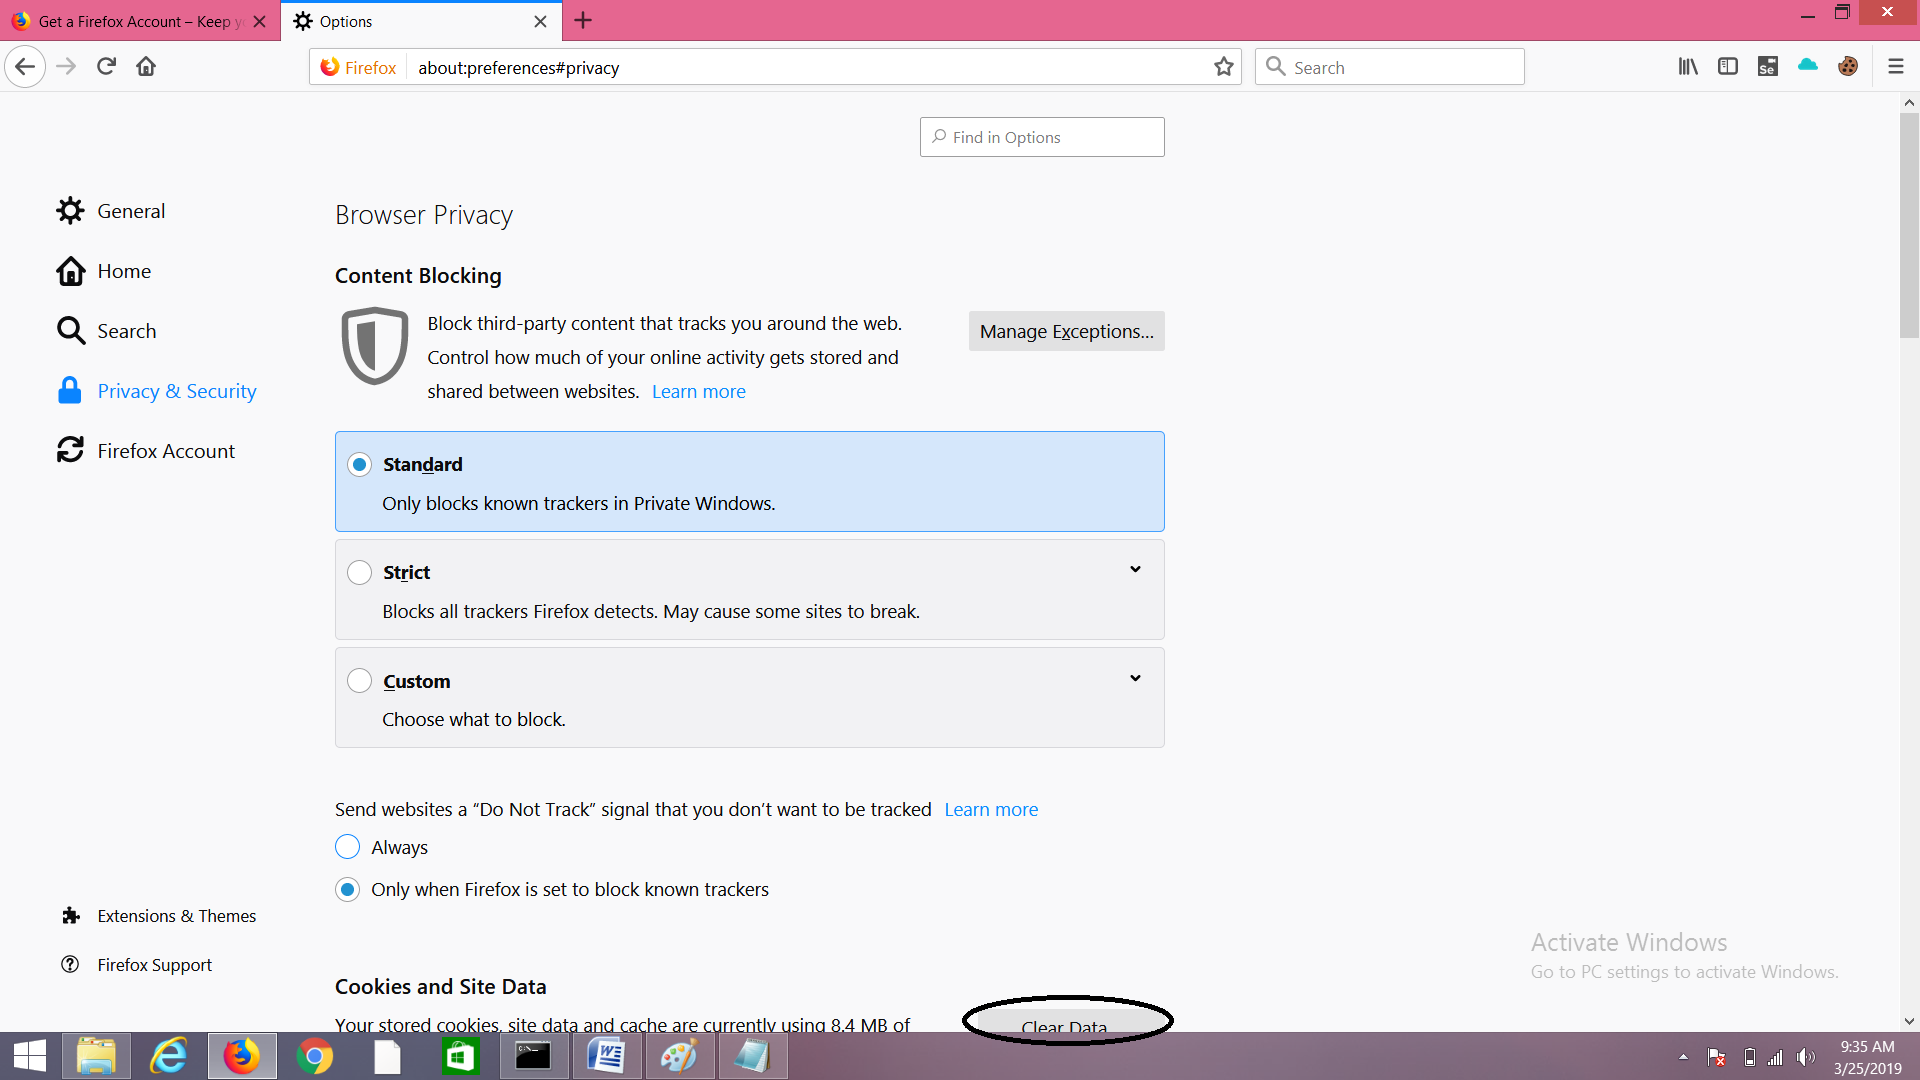 Get a Firefox Account – Keep y
Options
Firefox
about:preferences#privacy
Search
Se
Find in Options
General
Home
Search
Privacy & Security
Firefox Account
Extensions & Themes
Firefox Support
Browser Privacy
Content Blocking
Block third-party content that tracks you around the web.
Control how much of your online activity gets stored and
shared between websites. Learn more
Manage Exceptions...
Standard
Only blocks known trackers in Private Windows.
Strict
Blocks all trackers Firefox detects. May cause some sites to break.
Custom
Choose what to block.
Send websites a “Do Not Track” signal that you don’t want to be tracked Learn more
Always
Only when Firefox is set to block known trackers
Cookies and Site Data
Your stored cookies, site data and cache are currently using 8.4 MB of
Clear Data
Activate Windows
Go to PC settings to activate Windows.
9:35 AM
3/25/2019